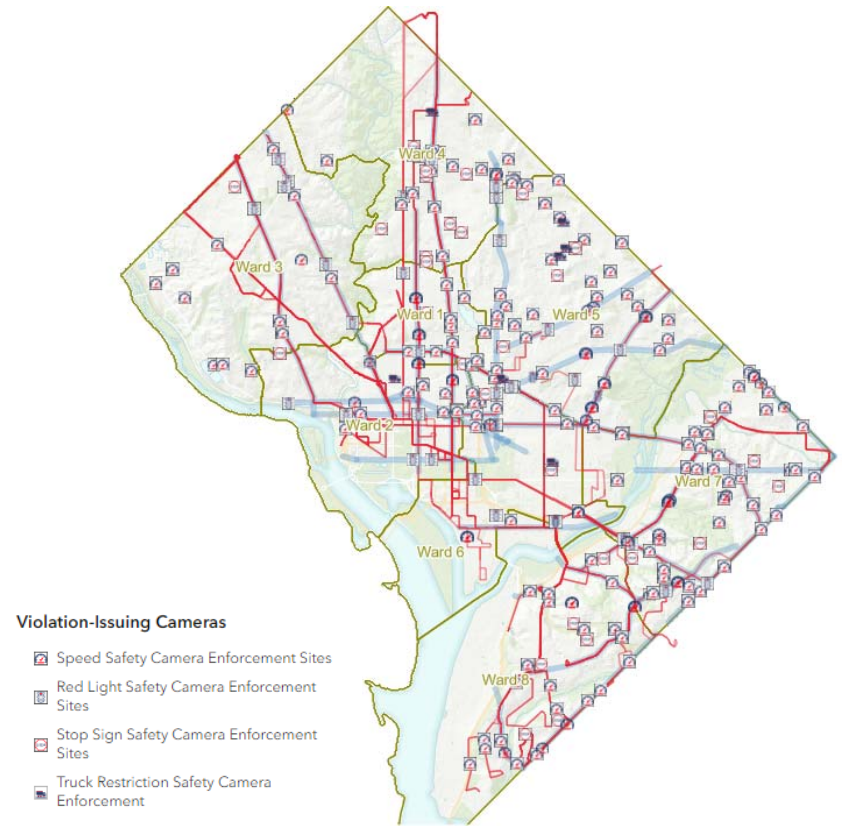 Ward 4
Ward 3
Ward 1
Ward 5
Ward 2
Ward 7
Ward 6
Ward 8
Violation-Issuing Cameras
Speed Safety Camera Enforcement Sites
Red Light Safety Camera Enforcement
Sites
Stop Sign Safety Camera Enforcement
Sites
Truck Restriction Safety Camera
Enforcement